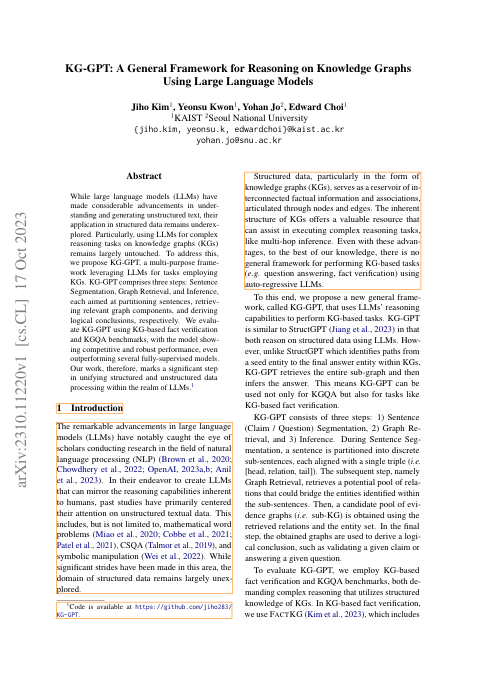 KG-GPT: A General Framework for Reasoning on Knowledge Graphs
Using Large Language Models
Jiho Kim1, Yeonsu Kwon1, Yohan Jo2, Edward Choi1
1KAIST 2Seoul National University
{jiho.kim, yeonsu.k, edwardchoi}@kaist.ac.kr
yohan.jo@snu.ac.kr
arXiv:2310.11220v1 [cs.CL] 17 Oct 2023
Abstract
While large language models (LLMs) have
made considerable advancements in under-
standing and generating unstructured text, their
application in structured data remains underex-
plored. Particularly, using LLMs for complex
reasoning tasks on knowledge graphs (KGs)
remains largely untouched. To address this,
we propose KG-GPT, a multi-purpose frame-
work leveraging LLMs for tasks employing
KGs. KG-GPT comprises three steps: Sentence
Segmentation, Graph Retrieval, and Inference,
each aimed at partitioning sentences, retriev-
ing relevant graph components, and deriving
logical conclusions, respectively. We evalu-
ate KG-GPT using KG-based fact verification
and KGQA benchmarks, with the model show-
ing competitive and robust performance, even
outperforming several fully-supervised models.
Our work, therefore, marks a significant step
in unifying structured and unstructured data
processing within the realm of LLMs.1
1 Introduction
The remarkable advancements in large language
models (LLMs) have notably caught the eye of
scholars conducting research in the field of natural
language processing (NLP) (Brown et al., 2020;
Chowdhery et al., 2022; OpenAI, 2023a,b; Anil
et al., 2023). In their endeavor to create LLMs
that can mirror the reasoning capabilities inherent
to humans, past studies have primarily centered
their attention on unstructured textual data. This
includes, but is not limited to, mathematical word
problems (Miao et al., 2020; Cobbe et al., 2021;
Patel et al., 2021), CSQA (Talmor et al., 2019), and
symbolic manipulation (Wei et al., 2022). While
significant strides have been made in this area, the
domain of structured data remains largely unex-
plored.
1Code is available at https://github.com/jiho283/
KG-GPT.
Structured data, particularly in the form of
knowledge graphs (KGs), serves as a reservoir of in-
terconnected factual information and associations,
articulated through nodes and edges. The inherent
structure of KGs offers a valuable resource that
can assist in executing complex reasoning tasks,
like multi-hop inference. Even with these advan-
tages, to the best of our knowledge, there is no
general framework for performing KG-based tasks
(e.g. question answering, fact verification) using
auto-regressive LLMs.
To this end, we propose a new general frame-
work, called KG-GPT, that uses LLMs' reasoning
capabilities to perform KG-based tasks. KG-GPT
is similar to StructGPT (Jiang et al., 2023) in that
both reason on structured data using LLMs. How-
ever, unlike StructGPT which identifies paths from
a seed entity to the final answer entity within KGs,
KG-GPT retrieves the entire sub-graph and then
infers the answer. This means KG-GPT can be
used not only for KGQA but also for tasks like
KG-based fact verification.
KG-GPT consists of three steps: 1) Sentence
(Claim / Question) Segmentation, 2) Graph Re-
trieval, and 3) Inference. During Sentence Seg-
mentation, a sentence is partitioned into discrete
sub-sentences, each aligned with a single triple (i.e.
[head, relation, tail]). The subsequent step, namely
Graph Retrieval, retrieves a potential pool of rela-
tions that could bridge the entities identified within
the sub-sentences. Then, a candidate pool of evi-
dence graphs (i.e. sub-KG) is obtained using the
retrieved relations and the entity set. In the final
step, the obtained graphs are used to derive a logi-
cal conclusion, such as validating a given claim or
answering a given question.
To evaluate KG-GPT, we employ KG-based
fact verification and KGQA benchmarks, both de-
manding complex reasoning that utilizes structured
knowledge of KGs. In KG-based fact verification,
we use FACTKG (Kim et al., 2023), which includes